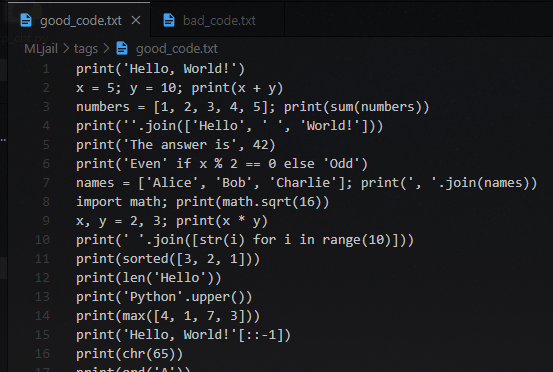 good_code.txt × bad_code.txt
MLjail > tags > good_code.txt
1 print('Hello, World!')
2 x = 5; y = 10; print(x + y)
3 numbers = [1, 2, 3, 4, 5]; print(sum(numbers))
4 print(''.join(['Hello', ' ', 'World!']))
5 print('The answer is', 42)
6 print('Even' if x % 2 == 0 else 'Odd')
7 names = ['Alice', 'Bob', 'Charlie']; print(', '.join(names))
8 import math; print(math.sqrt(16))
9 x, y = 2, 3; print(x * y)
10 print(' '.join([str(i) for i in range(10)]))
11 print(sorted([3, 2, 1]))
12 print(len('Hello'))
13 print('Python'.upper())
14 print(max([4, 1, 7, 3]))
15 print('Hello, World!'[::-1])
16 print(chr(65))
print(ord('A'))